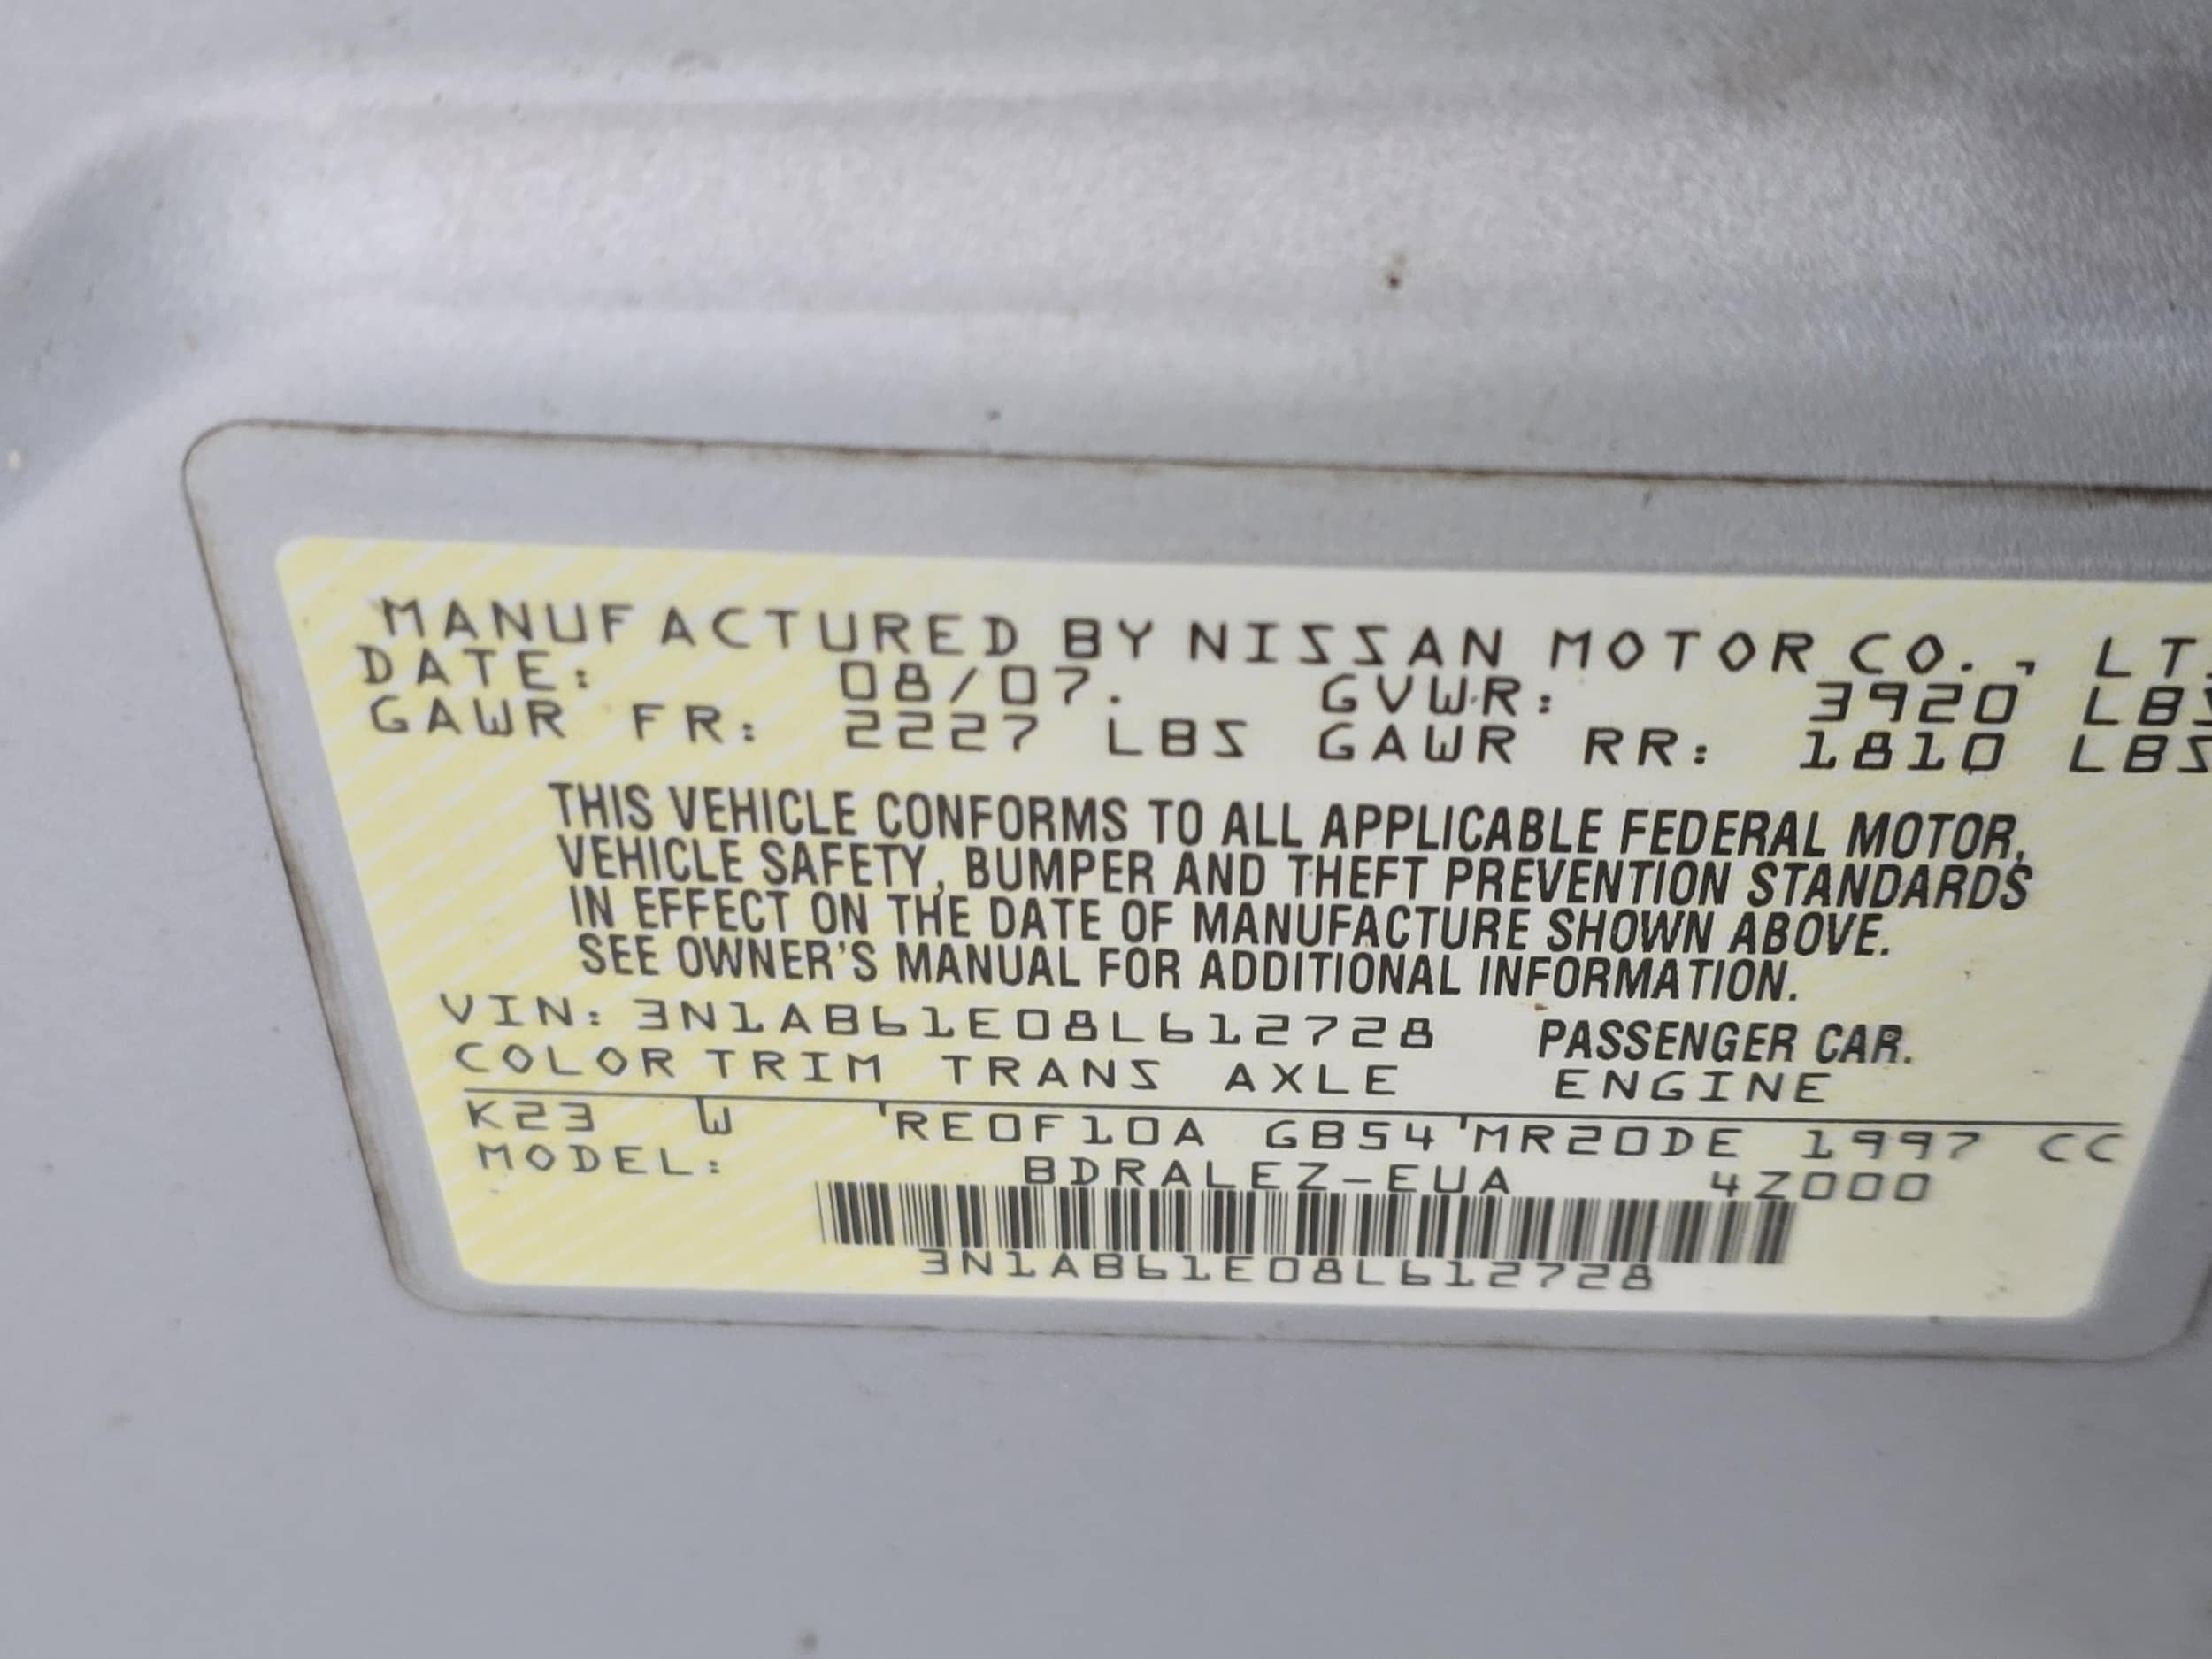 MANUFACTURED BY NISSAN MOTOR CO., LT
DATE: 08/07. GVWR: 3920 LBS
GAWR FR: 2227 LBS GAWR RR: 1810 LBS
THIS VEHICLE CONFORMS TO ALL APPLICABLE FEDERAL MOTOR,
VEHICLE SAFETY, BUMPER AND THEFT PREVENTION STANDARDS
IN EFFECT ON THE DATE OF MANUFACTURE SHOWN ABOVE.
SEE OWNER'S MANUAL FOR ADDITIONAL INFORMATION.
VIN: 3N1AB61E08L612728 PASSENGER CAR.
COLOR TRIM TRANS AXLE ENGINE
K23 W 'RE0F10A GB54 'MR20DE 1997 CC
MODEL: BDRALEZ-EUA 4Z000
3N1AB61E08L612728